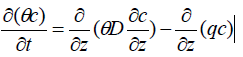 ∂(θc)/∂t = ∂/∂z (θD ∂c/∂z) − ∂/∂z (qc)